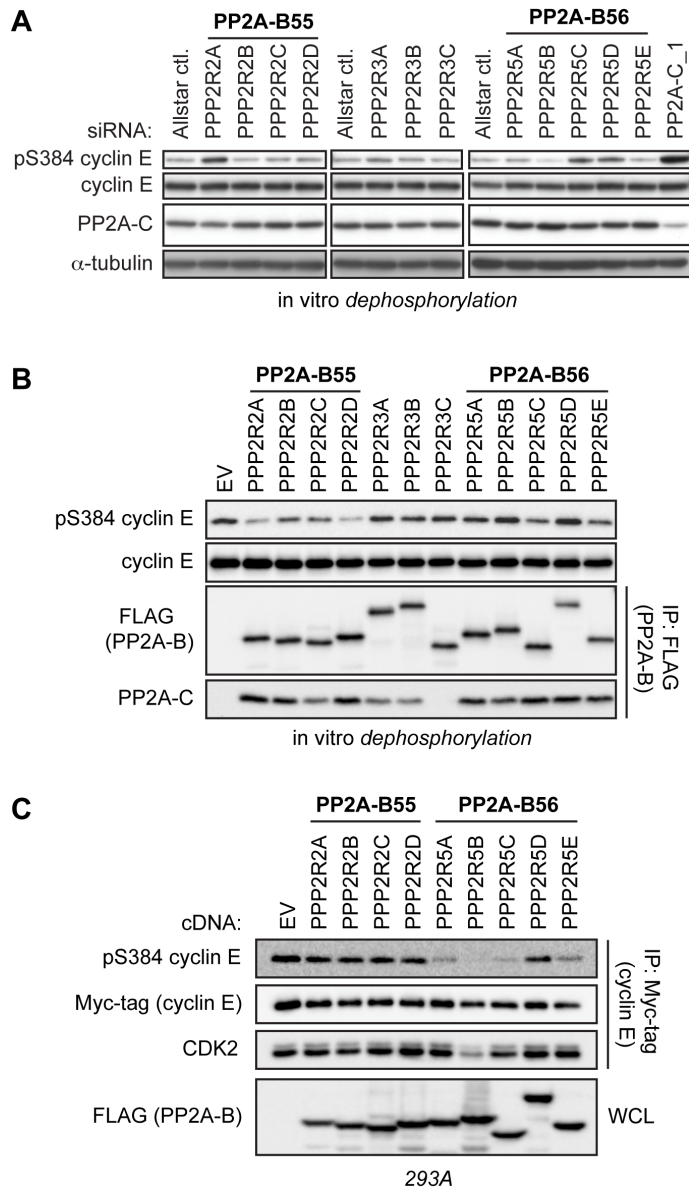 A
PP2A-B55
PP2A-B56
siRNA:
Allstar ctl.
PPP2R2A
PPP2R2B
PPP2R2C
PPP2R2D
Allstar ctl.
PPP2R3A
PPP2R3B
PPP2R3C
Allstar ctl.
PPP2R5A
PPP2R5B
PPP2R5C
PPP2R5D
PPP2R5E
PP2A-C_1
pS384 cyclin E
cyclin E
PP2A-C
α-tubulin
in vitro dephosphorylation
B
PP2A-B55
PP2A-B56
EV
PPP2R2A
PPP2R2B
PPP2R2C
PPP2R2D
PPP2R3A
PPP2R3B
PPP2R3C
PPP2R5A
PPP2R5B
PPP2R5C
PPP2R5D
PPP2R5E
pS384 cyclin E
cyclin E
FLAG
(PP2A-B)
PP2A-C
IP: FLAG
(PP2A-B)
in vitro dephosphorylation
C
PP2A-B55
PP2A-B56
cDNA:
EV
PPP2R2A
PPP2R2B
PPP2R2C
PPP2R2D
PPP2R5A
PPP2R5B
PPP2R5C
PPP2R5D
PPP2R5E
pS384 cyclin E
Myc-tag (cyclin E)
CDK2
IP: Myc-tag
(cyclin E)
FLAG (PP2A-B)
WCL
293A